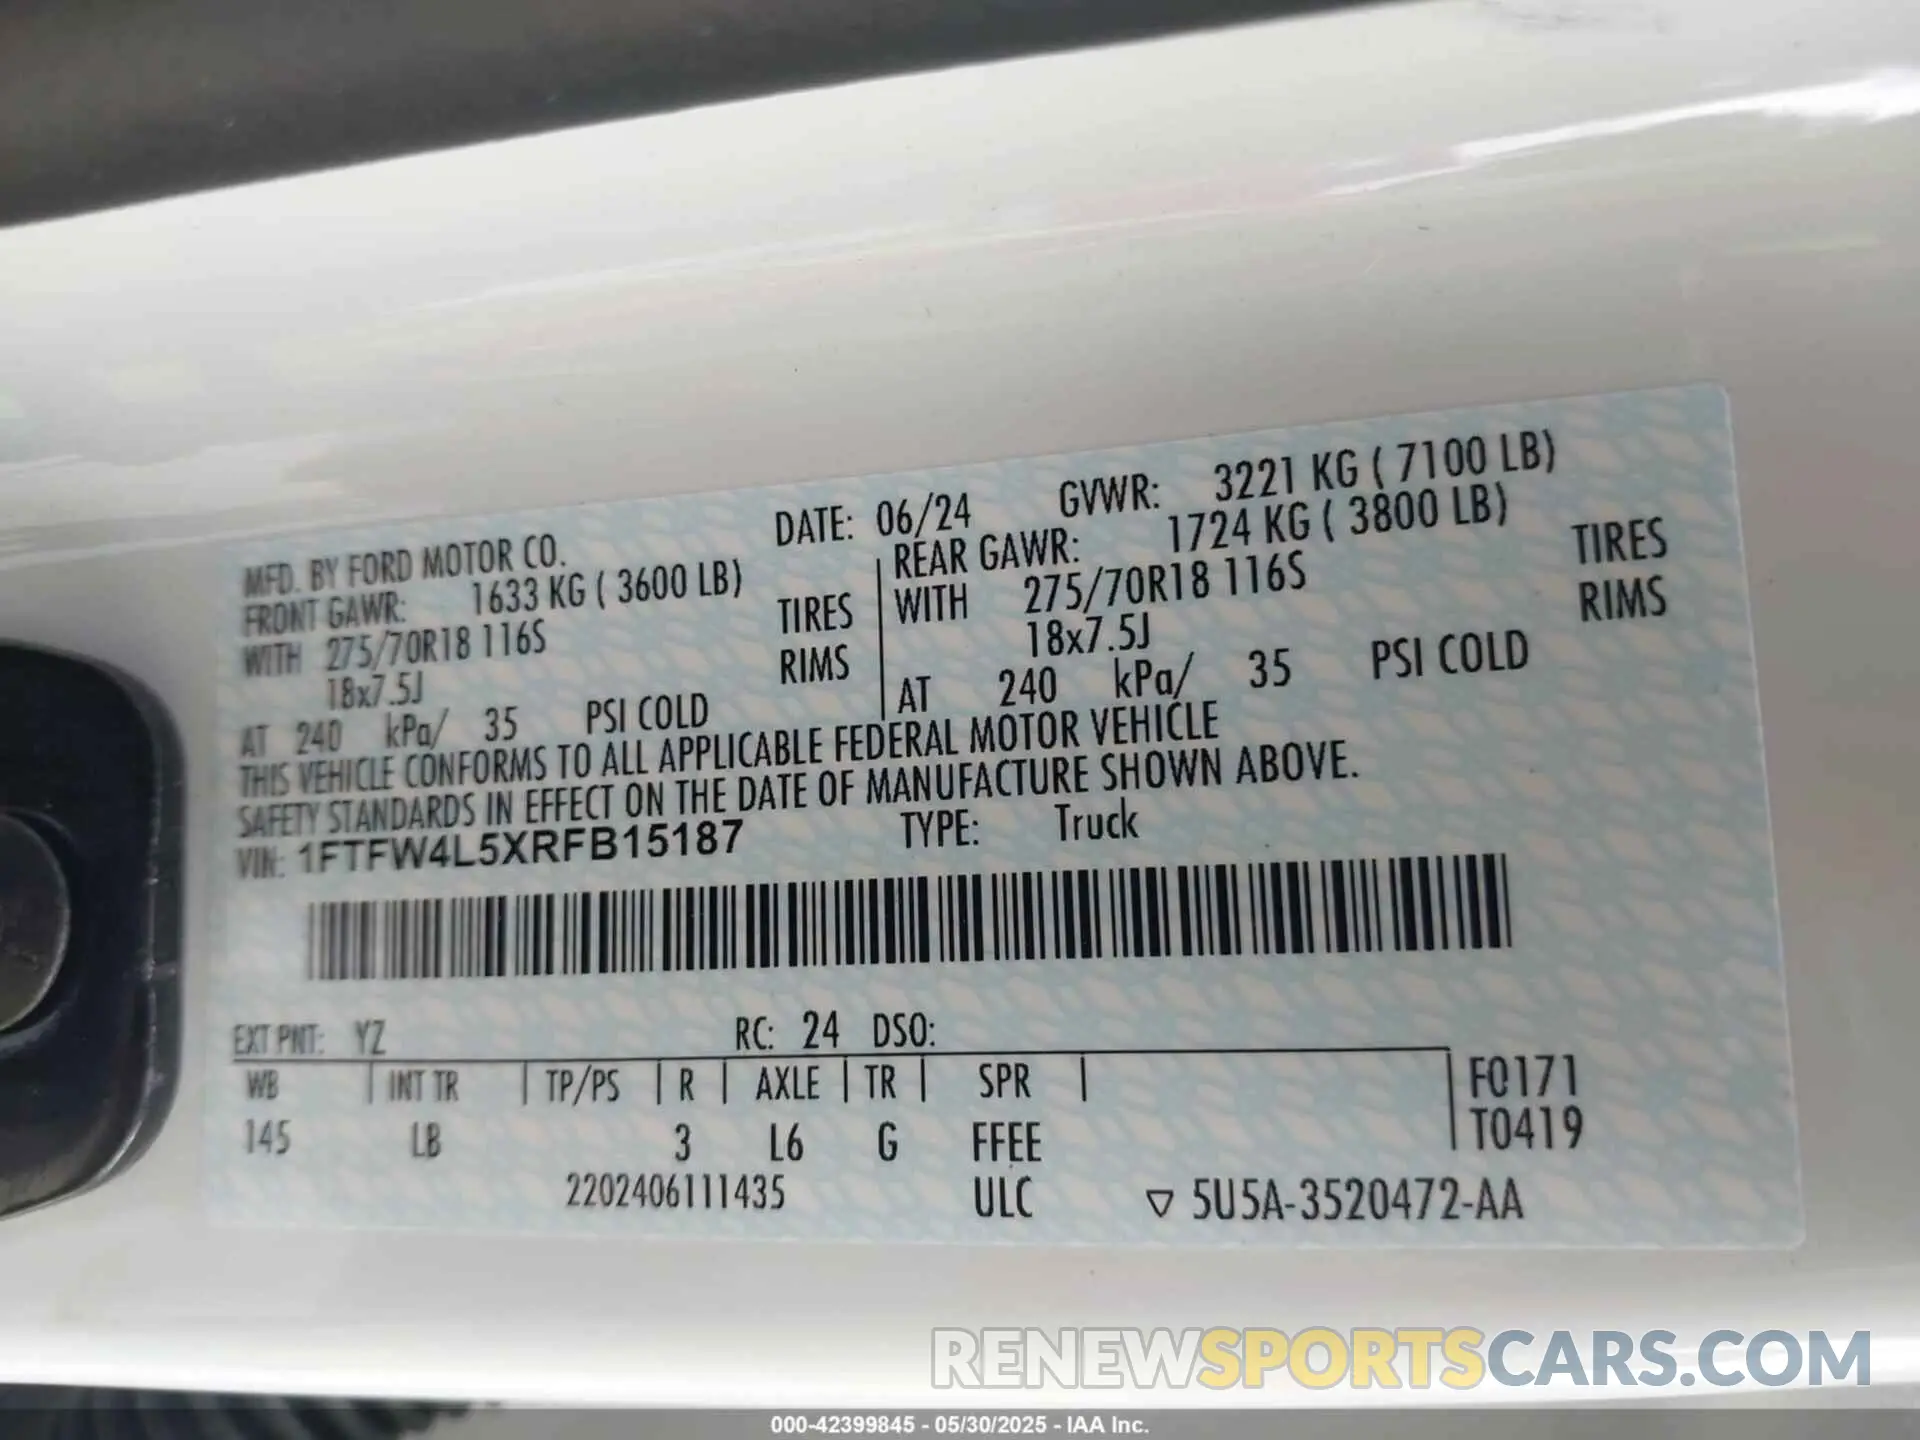 MFD. BY FORD MOTOR CO. DATE: 06/24 GVWR: 3221 KG ( 7100 LB)
FRONT GAWR: 1633 KG ( 3600 LB)
WITH 275/70R18 116S TIRES
18x7.5J RIMS
AT 240 kPa/ 35 PSI COLD
REAR GAWR: 1724 KG ( 3800 LB)
WITH 275/70R18 116S TIRES
18x7.5J RIMS
AT 240 kPa/ 35 PSI COLD
THIS VEHICLE CONFORMS TO ALL APPLICABLE FEDERAL MOTOR VEHICLE
SAFETY STANDARDS IN EFFECT ON THE DATE OF MANUFACTURE SHOWN ABOVE.
VIN: 1FTFW4L5XRFB15187 TYPE: Truck
EXT PNT: YZ RC: 24 DSO:
WB INT TR TP/PS R AXLE TR SPR F0171
145 LB 3 L6 G FFEE T0419
2202406111435 ULC ▽ 5U5A-3520472-AA
RENEWSPORTSCARS.COM
000-42399845 - 05/30/2025 - IAA Inc.